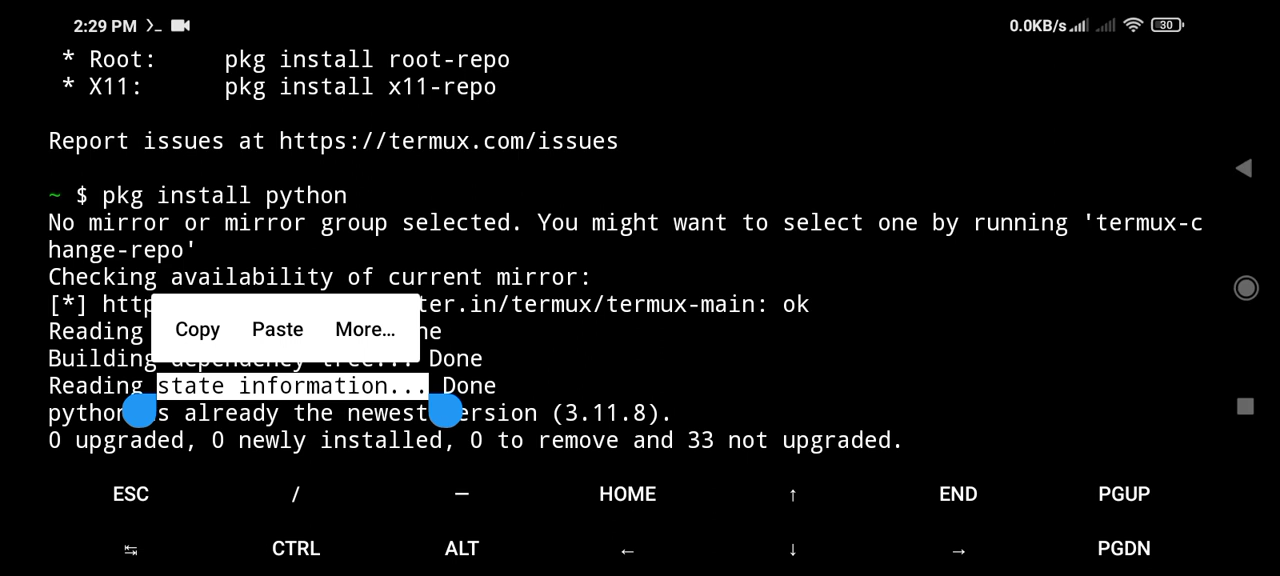 2:29 PM
0.0KB/s 30
* Root: pkg install root-repo
* X11: pkg install x11-repo
Report issues at https://termux.com/issues
~ $ pkg install python
No mirror or mirror group selected. You might want to select one by running 'termux-c
hange-repo'
Checking availability of current mirror:
[*] http ter.in/termux/termux-main: ok
Copy Paste More...
Reading ne
Building dependency tree... Done
Reading state information... Done
python s already the newest ersion (3.11.8).
0 upgraded, 0 newly installed, 0 to remove and 33 not upgraded.
ESC / — HOME ↑ END PGUP
↹ CTRL ALT ← ↓ → PGDN